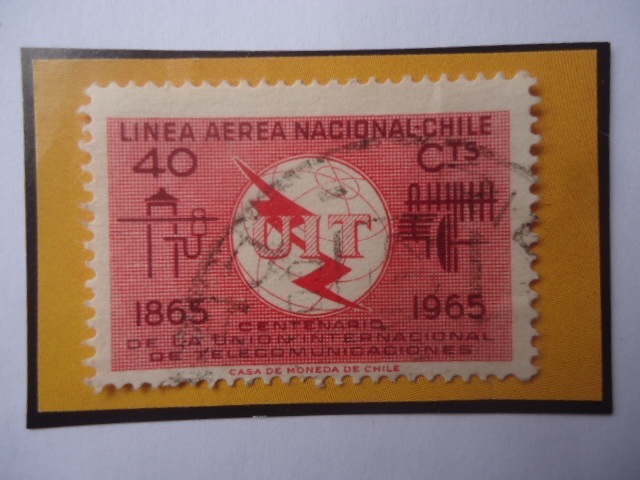 LINEA AEREA NACIONAL-CHILE
40 CTS
UIT
1865 1965
CENTENARIO
DE LA UNION INTERNACIONAL
DE TELECOMUNICACIONES
CASA DE MONEDA DE CHILE